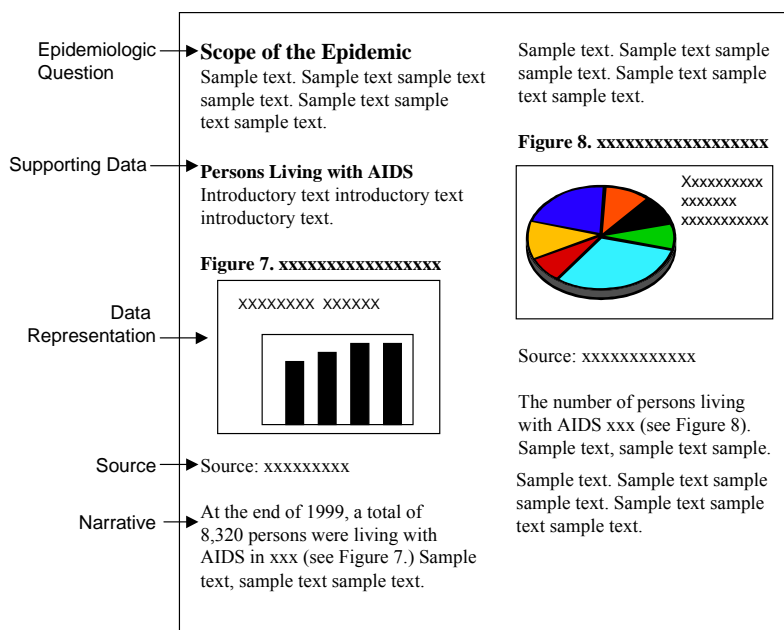 Epidemiologic
Question
Supporting Data
Data
Representation
Source
Narrative
Scope of the Epidemic
Sample text. Sample text sample text
sample text. Sample text sample
text sample text.
Persons Living with AIDS
Introductory text introductory text
introductory text.
Figure 7. xxxxxxxxxxxxxxxxx
XXXXXXXX XXXXXX
Source: xxxxxxxxx
At the end of 1999, a total of
8,320 persons were living with
AIDS in xxx (see Figure 7.) Sample
text, sample text sample text.
Sample text. Sample text sample
sample text. Sample text sample
text sample text.
Figure 8. xxxxxxxxxxxxxxxxxx
Xxxxxxxxxx
xxxxxxx
xxxxxxxxxxx
Source: xxxxxxxxxxxx
The number of persons living
with AIDS xxx (see Figure 8).
Sample text, sample text sample.
Sample text. Sample text sample
sample text. Sample text sample
text sample text.